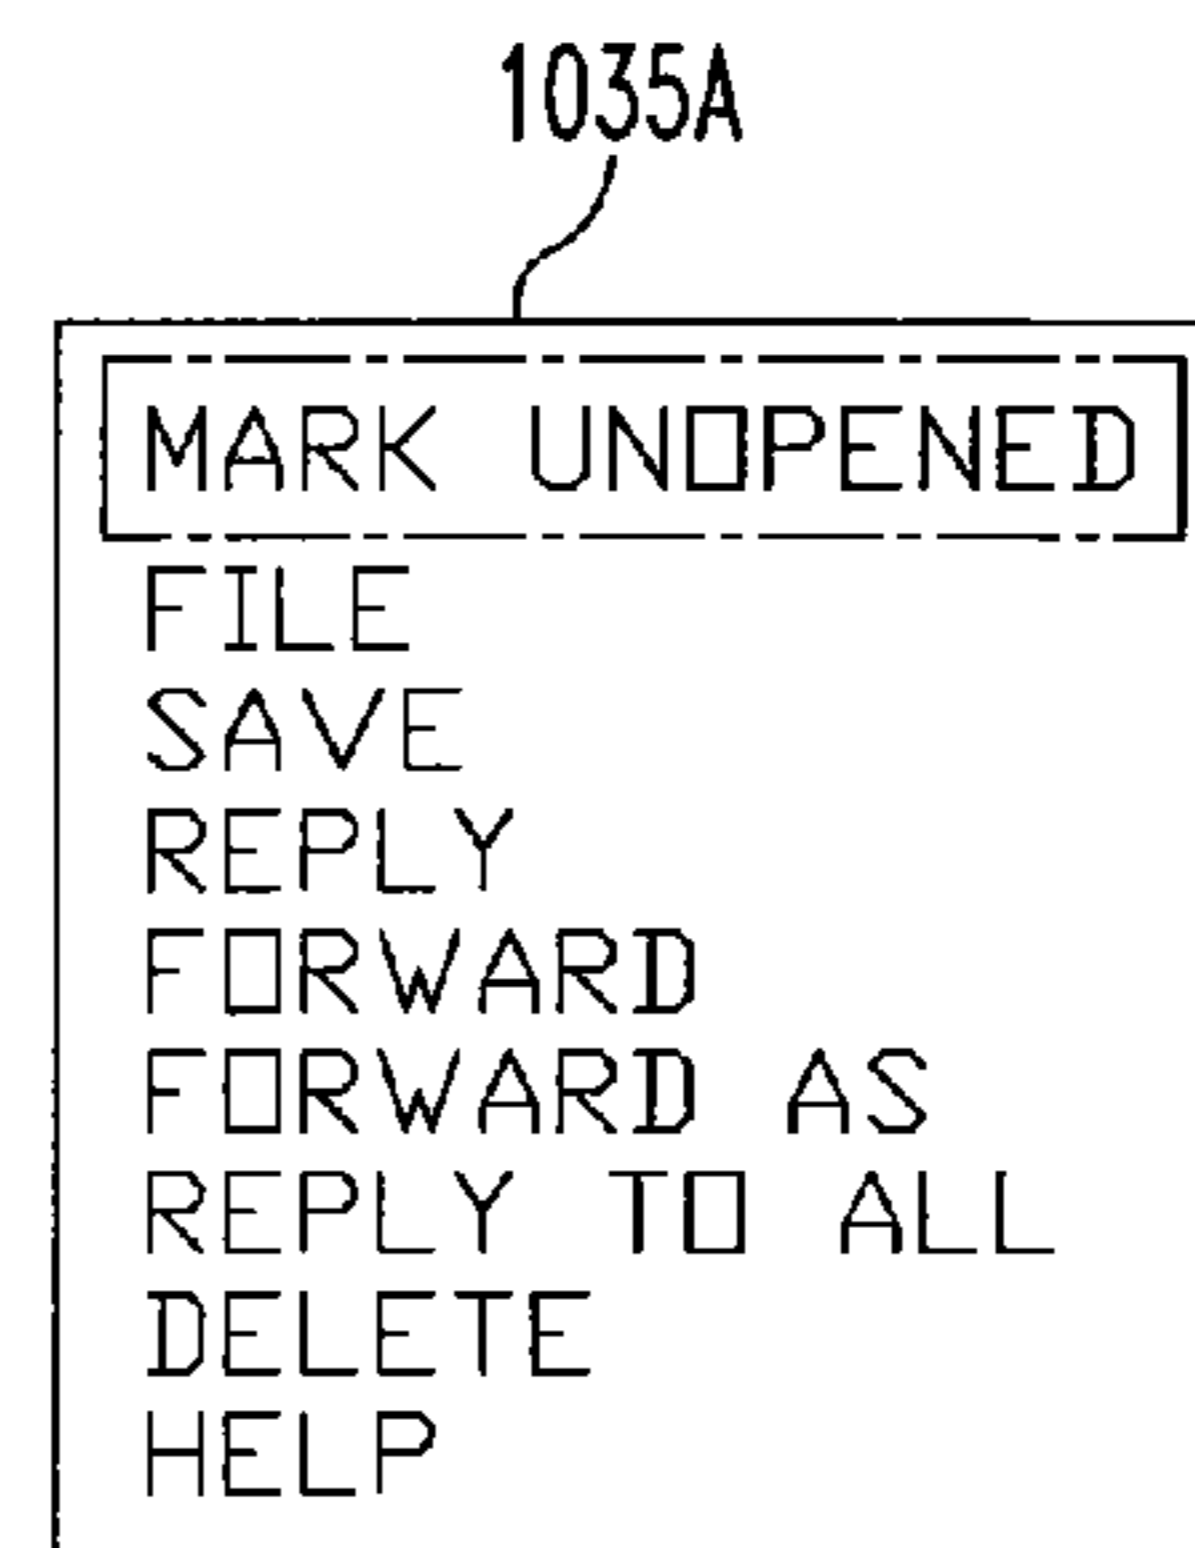 1035A
MARK UNOPENED
FILE
SAVE
REPLY
FORWARD
FORWARD AS
REPLY TO ALL
DELETE
HELP